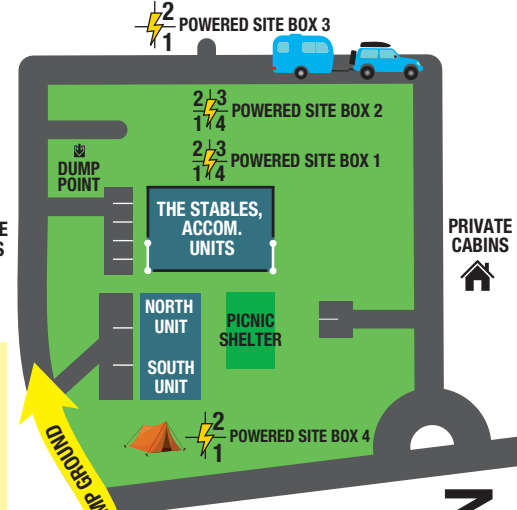 2
1 POWERED SITE BOX 3
2 3
1 4 POWERED SITE BOX 2
2 3
1 4 POWERED SITE BOX 1
DUMP
POINT
THE STABLES,
ACCOM.
UNITS
PRIVATE
CABINS
NORTH
UNIT
SOUTH
UNIT
PICNIC
SHELTER
2
1 POWERED SITE BOX 4
GROUND